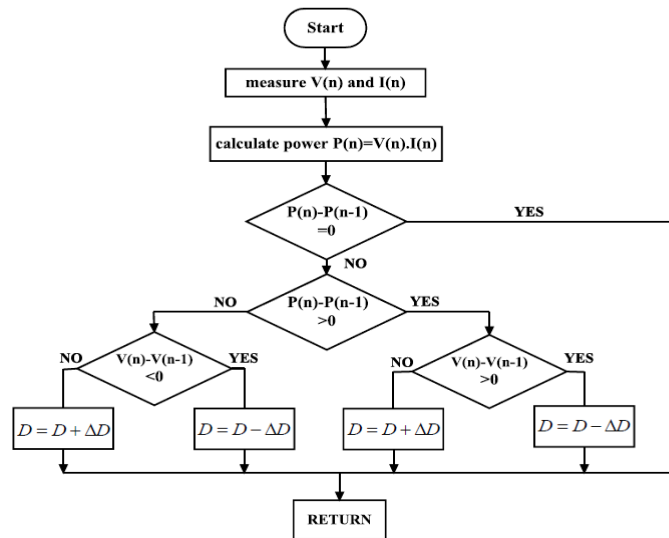 Start
measure V(n) and I(n)
calculate power P(n)=V(n).I(n)
P(n)-P(n-1)
=0
YES
NO
P(n)-P(n-1)
>0
NO
YES
V(n)-V(n-1)
<0
NO
YES
V(n)-V(n-1)
>0
NO
YES
D = D + ΔD
D = D − ΔD
D = D + ΔD
D = D − ΔD
RETURN